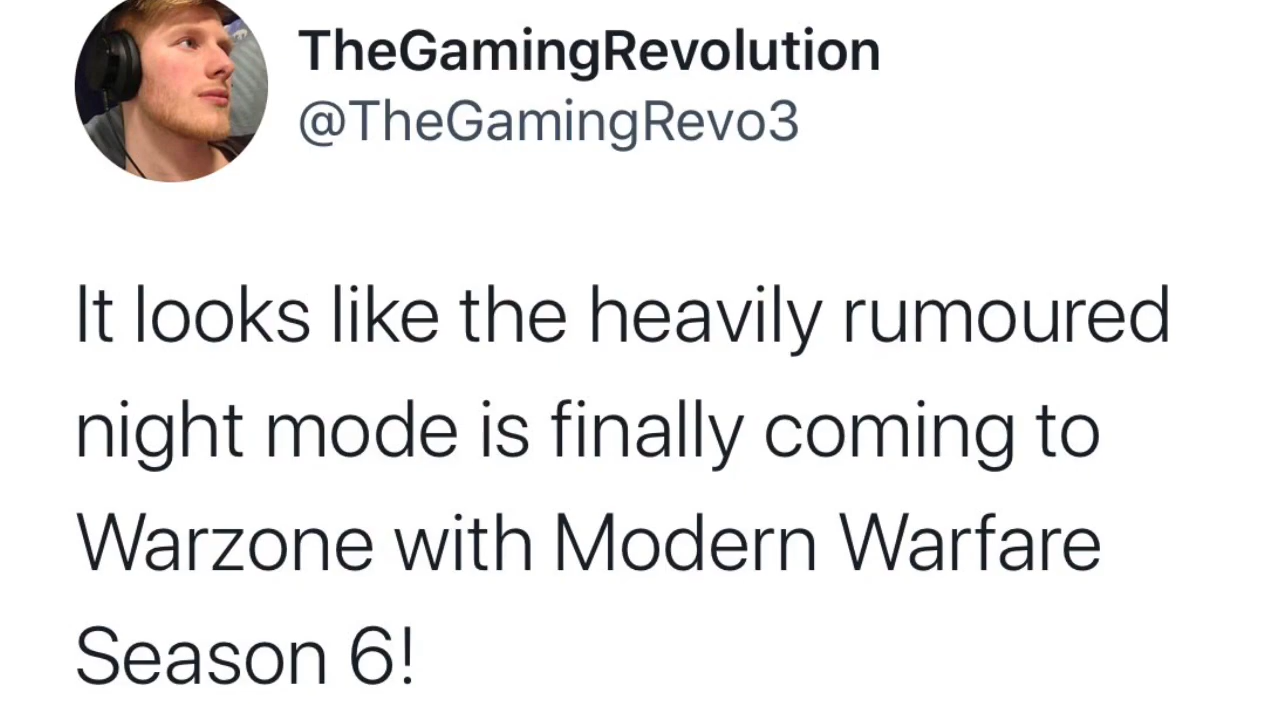 TheGamingRevolution
@TheGamingRevo3
It looks like the heavily rumoured
night mode is finally coming to
Warzone with Modern Warfare
Season 6!